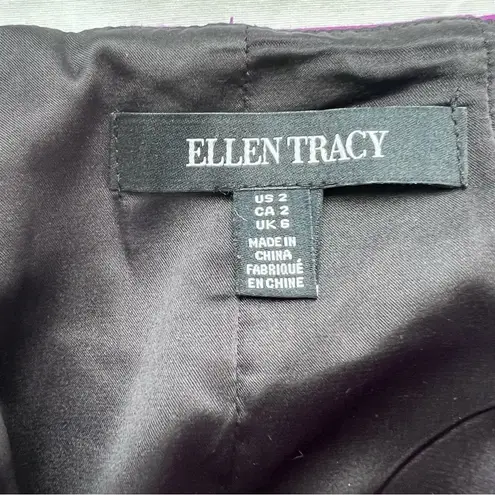 ELLEN TRACY
US 2
CA 2
UK 6
MADE IN
CHINA
FABRIQUÉ
EN CHINE